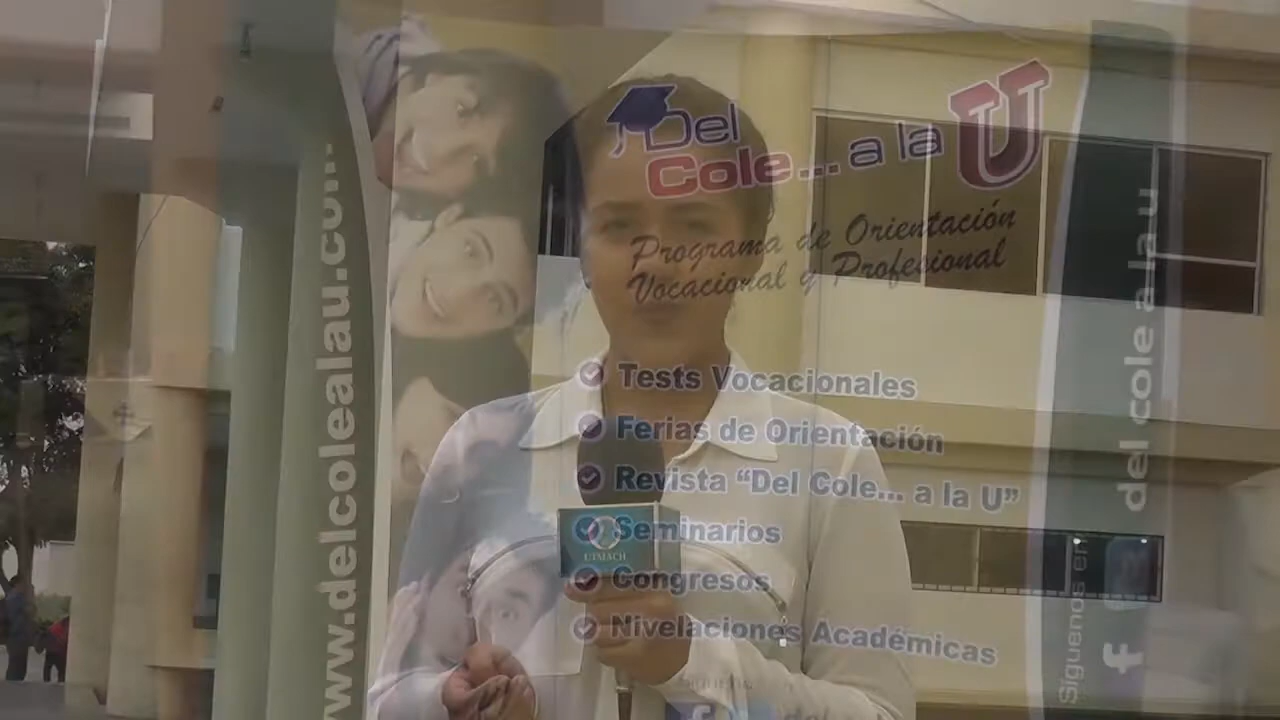 www.delcolealau.com
Del
Cole... a la U
Programa de Orientación
Vocacional y Profesional
Tests Vocacionales
Ferias de Orientación
Revista “Del Cole... a la U”
Seminarios
Congresos
Nivelaciones Académicas
UTMACH
Síguenos en
f
del cole a la u